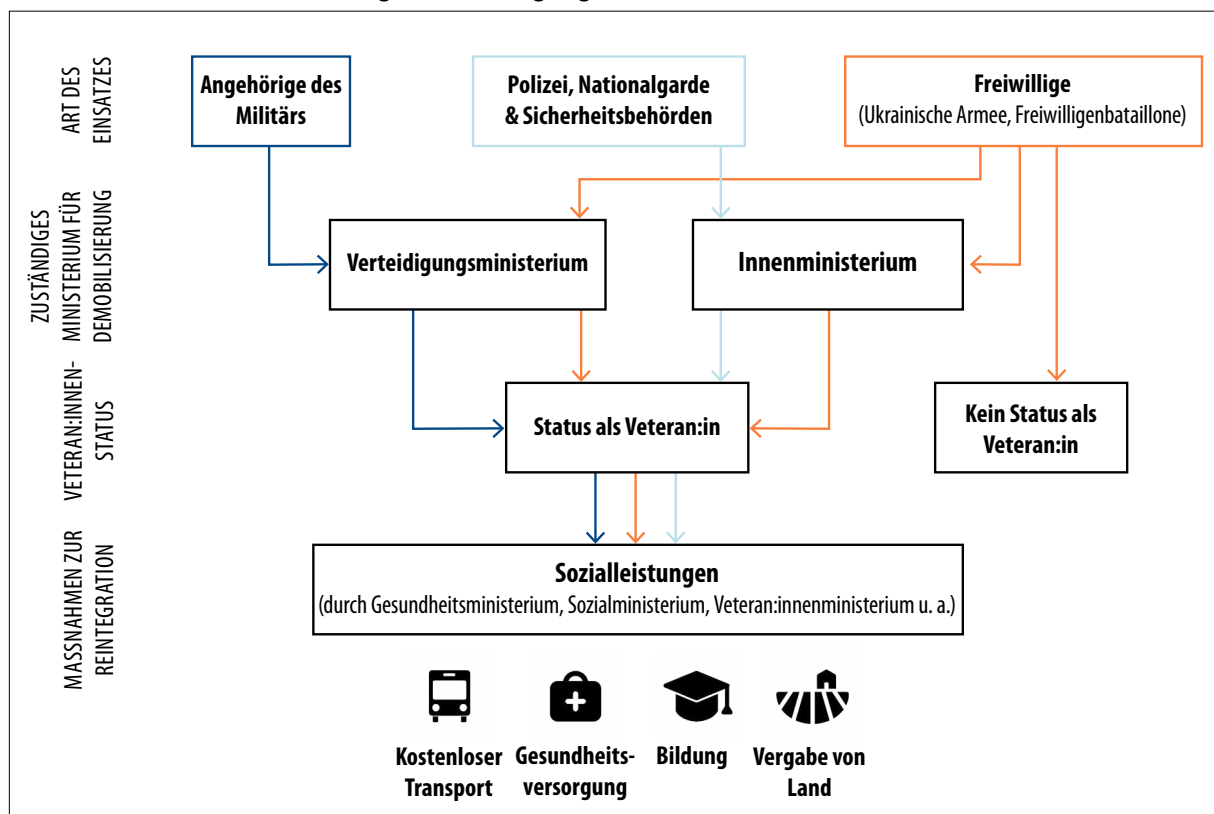 ART DES
EINSATZES
Angehörige des
Militärs
Polizei, Nationalgarde
& Sicherheitsbehörden
Freiwillige
(Ukrainische Armee, Freiwilligenbataillone)
ZUSTÄNDIGES
MINISTERIUM FÜR
DEMOBILISIERUNG
Verteidigungsministerium
Innenministerium
VETERAN:INNEN-
STATUS
Status als Veteran:in
Kein Status als
Veteran:in
MASSNAHMEN ZUR
REINTEGRATION
Sozialleistungen
(durch Gesundheitsministerium, Sozialministerium, Veteran:innenministerium u. a.)
Kostenloser
Transport
Gesundheits-
versorgung
Bildung
Vergabe von
Land